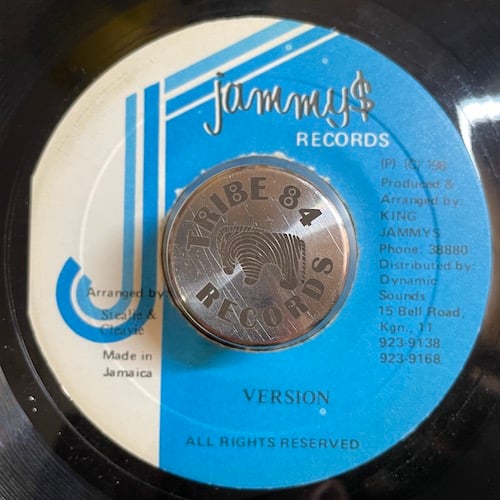 jammy$
RECORDS
(P) (C) 198
Produced &
Arranged by:
KING
JAMMYS
Phone: 38880
Distributed by:
Dynamic
Sounds
15 Bell Road,
Kgn., 11
923-9138
923-9168
TRIBE 84
RECORDS
Arranged by
Steelie &
Cleavie
Made in
Jamaica
VERSION
ALL RIGHTS RESERVED